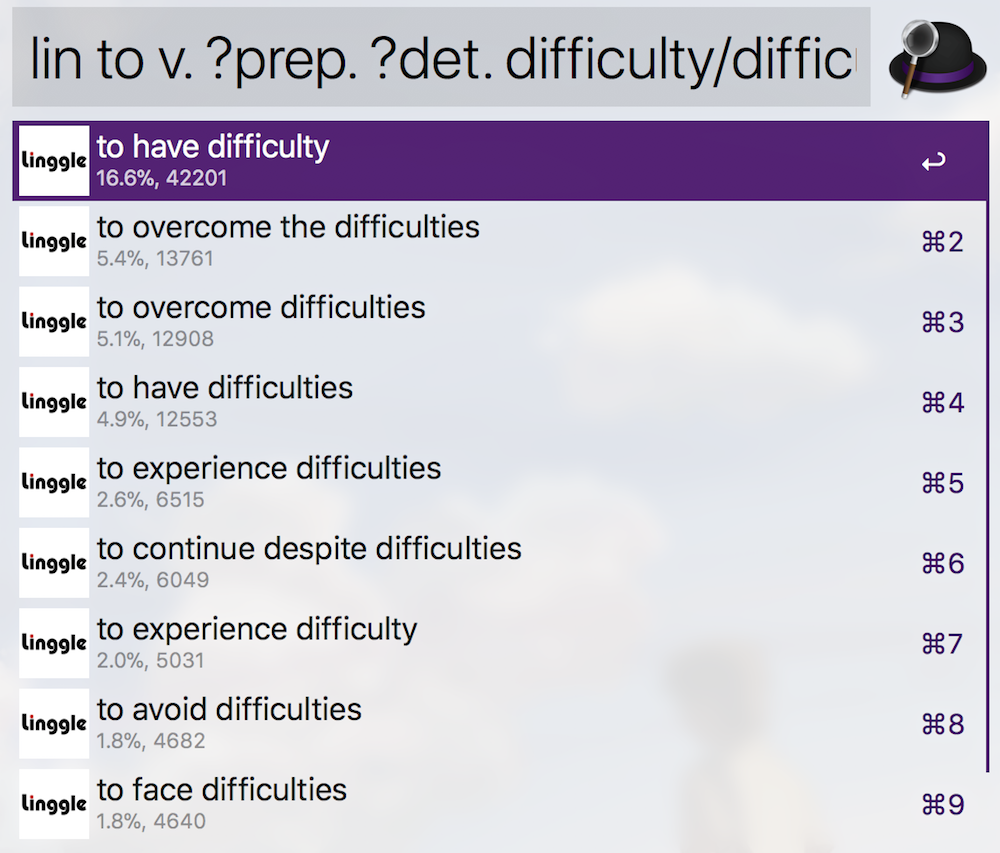 lin to v. ?prep. ?det. difficulty/diffic
Linggle to have difficulty
16.6%, 42201
Linggle to overcome the difficulties ⌘2
5.4%, 13761
Linggle to overcome difficulties ⌘3
5.1%, 12908
Linggle to have difficulties ⌘4
4.9%, 12553
Linggle to experience difficulties ⌘5
2.6%, 6515
Linggle to continue despite difficulties ⌘6
2.4%, 6049
Linggle to experience difficulty ⌘7
2.0%, 5031
Linggle to avoid difficulties ⌘8
1.8%, 4682
Linggle to face difficulties ⌘9
1.8%, 4640